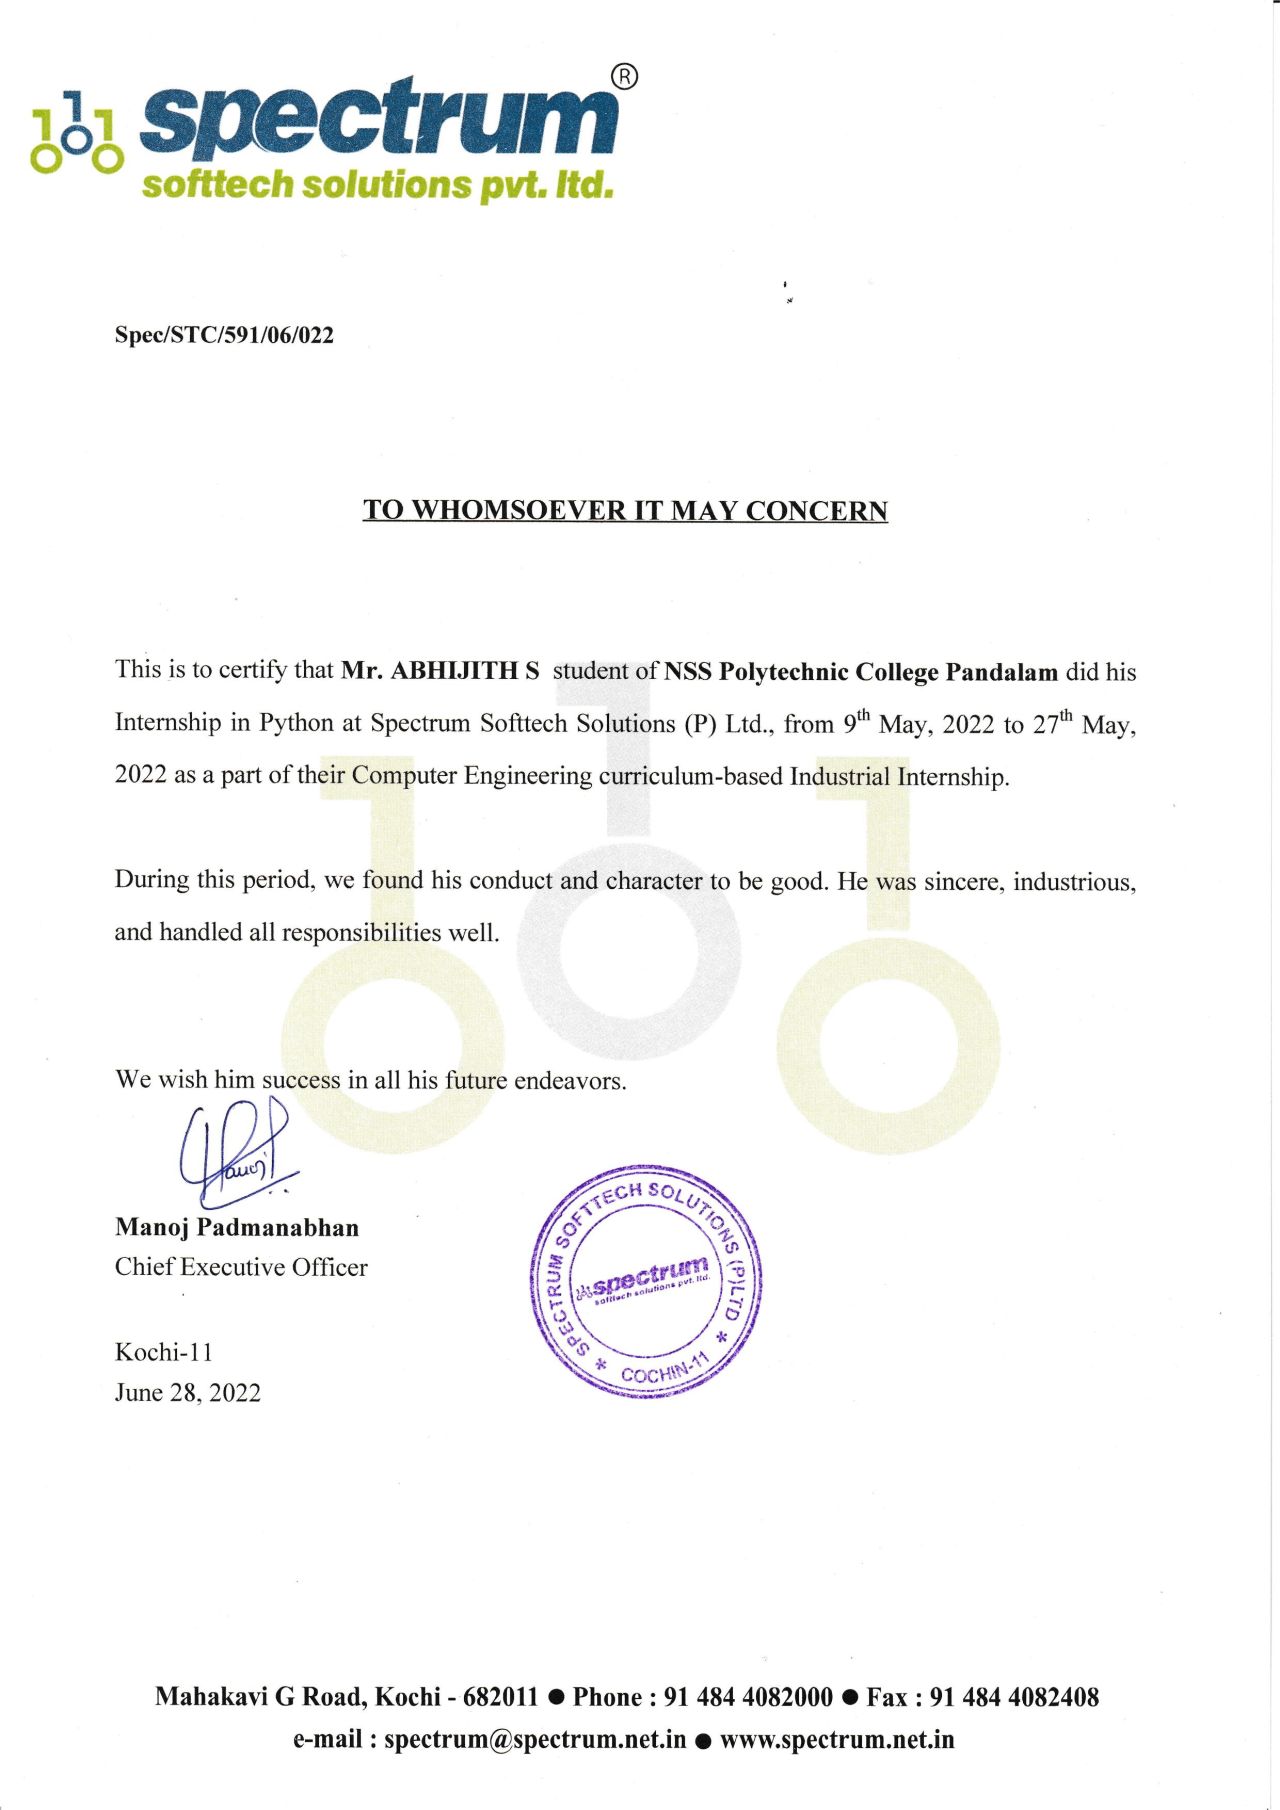 spectrum®
softtech solutions pvt. ltd.
Spec/STC/591/06/022
TO WHOMSOEVER IT MAY CONCERN
This is to certify that Mr. ABHIJITH S student of NSS Polytechnic College Pandalam did his
Internship in Python at Spectrum Softtech Solutions (P) Ltd., from 9th May, 2022 to 27th May,
2022 as a part of their Computer Engineering curriculum-based Industrial Internship.
During this period, we found his conduct and character to be good. He was sincere, industrious,
and handled all responsibilities well.
We wish him success in all his future endeavors.
Manoj
Manoj Padmanabhan
Chief Executive Officer
Kochi-11
June 28, 2022
SPECTRUM SOFTTECH SOLUTIONS (P)LTD
spectrum
softtech solutions pvt. ltd.
* COCHIN-11 *
Mahakavi G Road, Kochi - 682011 ● Phone : 91 484 4082000 ● Fax : 91 484 4082408
e-mail : spectrum@spectrum.net.in ● www.spectrum.net.in